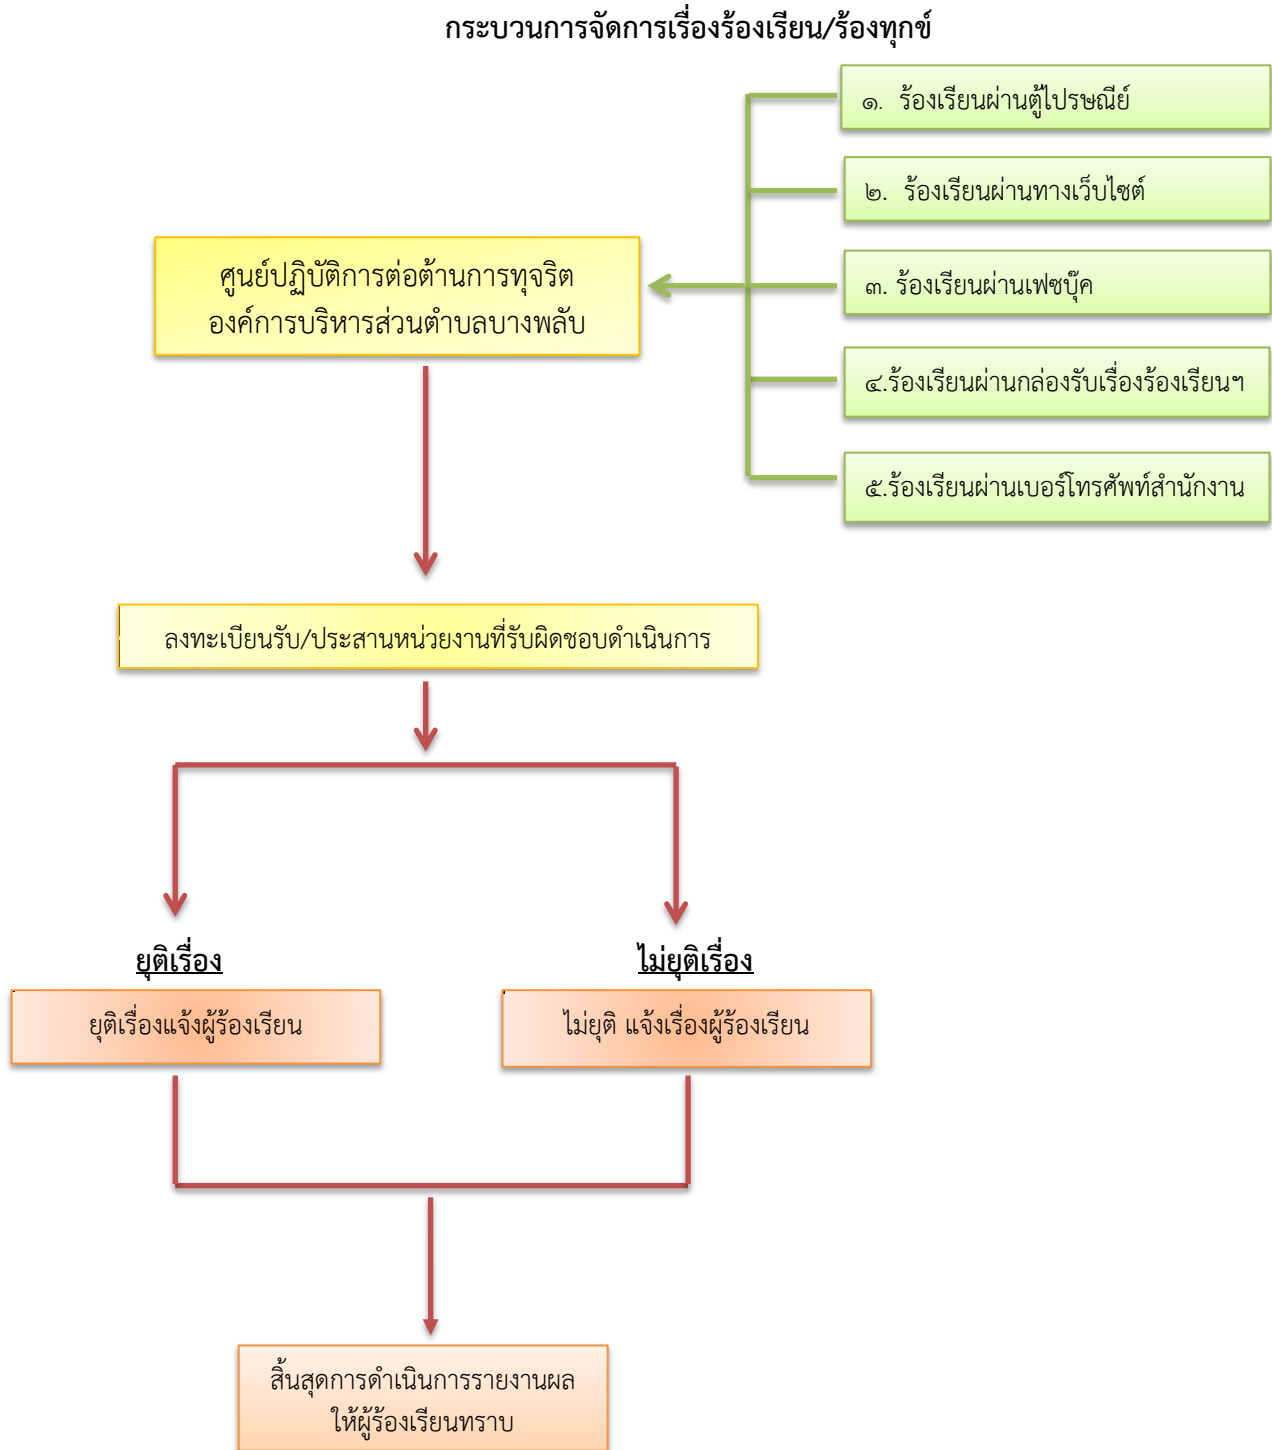 กระบวนการจัดการเรื่องร้องเรียน/ร้องทุกข์
๑. ร้องเรียนผ่านตู้ไปรษณีย์
๒. ร้องเรียนผ่านทางเว็บไซต์
๓. ร้องเรียนผ่านเฟซบุ๊ค
๔.ร้องเรียนผ่านกล่องรับเรื่องร้องเรียนฯ
๕.ร้องเรียนผ่านเบอร์โทรศัพท์สำนักงาน
ศูนย์ปฏิบัติการต่อต้านการทุจริต
องค์การบริหารส่วนตำบลบางพลับ
ลงทะเบียนรับ/ประสานหน่วยงานที่รับผิดชอบดำเนินการ
ยุติเรื่อง
ยุติเรื่องแจ้งผู้ร้องเรียน
ไม่ยุติเรื่อง
ไม่ยุติ แจ้งเรื่องผู้ร้องเรียน
สิ้นสุดการดำเนินการรายงานผล
ให้ผู้ร้องเรียนทราบ